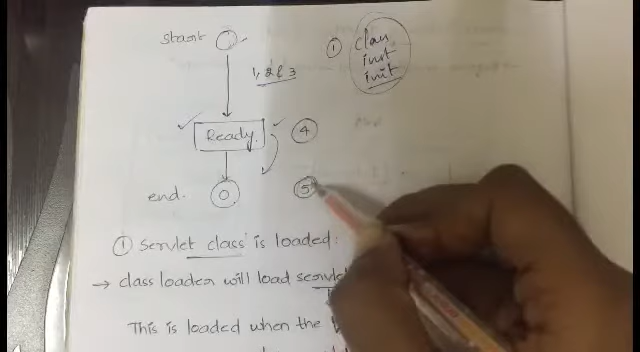 Start
1, 2 & 3
① class
inst
init
Ready
④
end.
⑤
① Servlet class is loaded:
→ class loader will load servlet
This is loaded when the